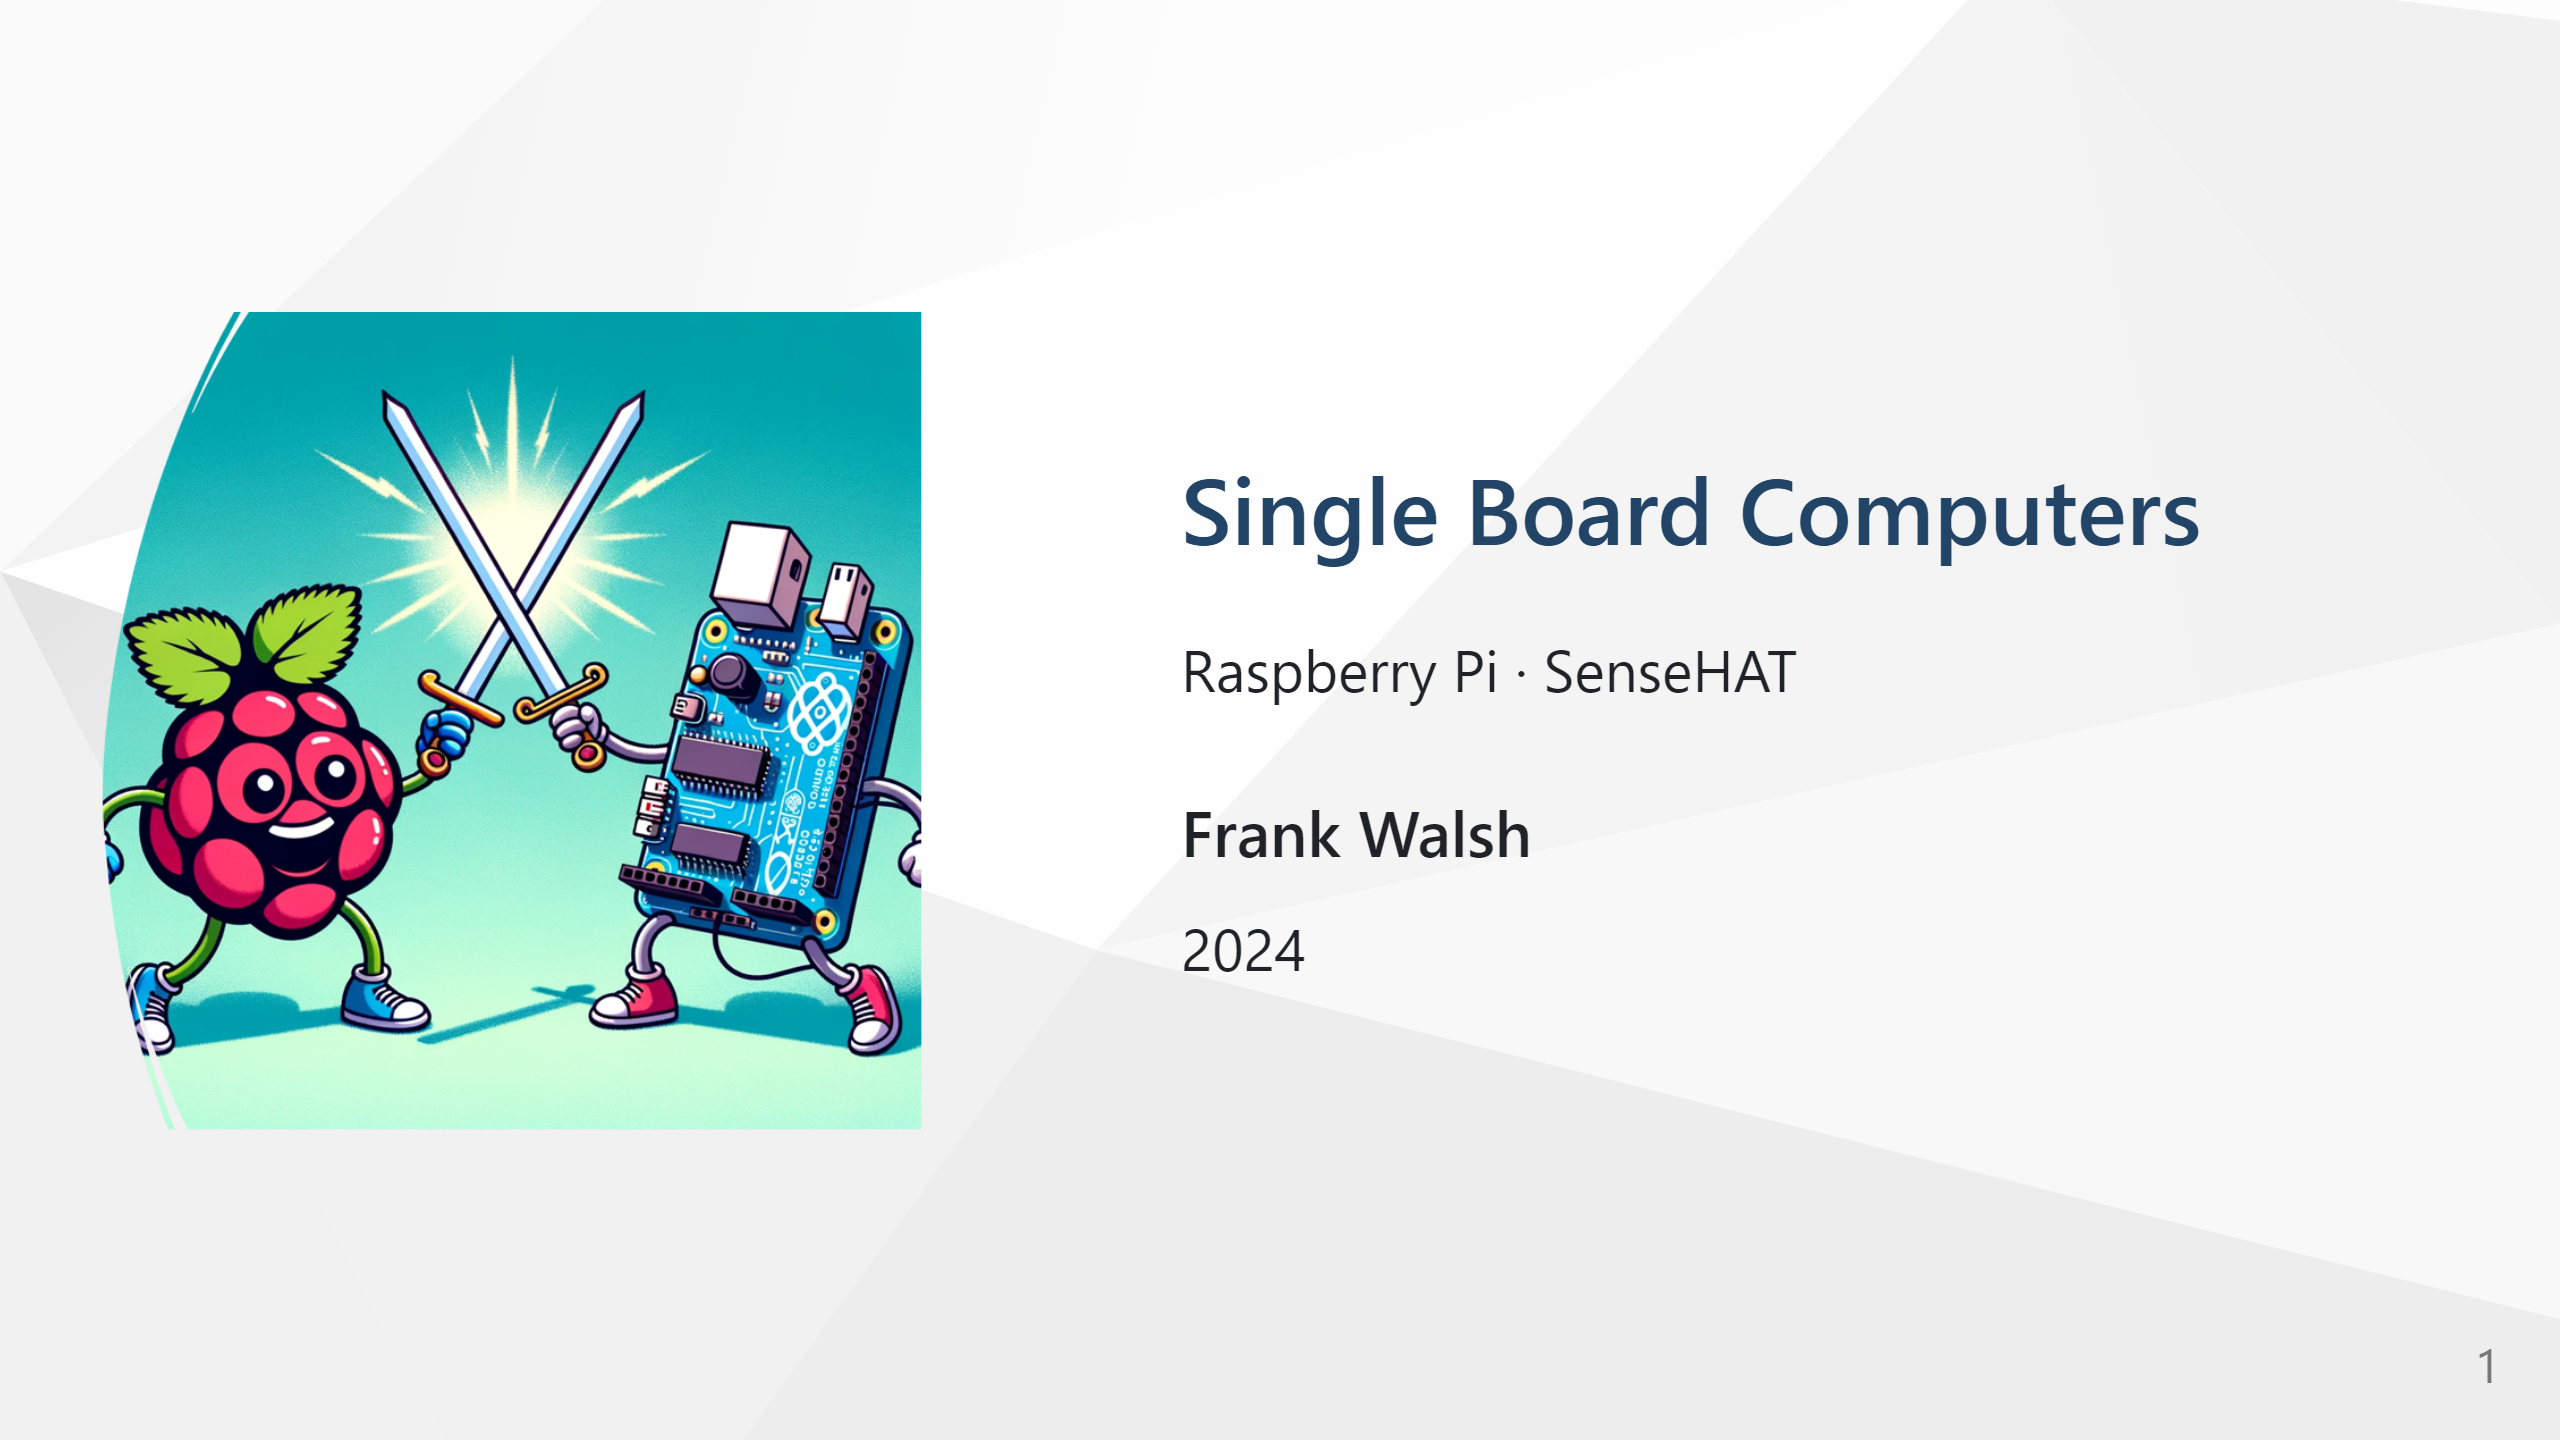 Single Board Computers
Raspberry Pi · SenseHAT
Frank Walsh
2024
1